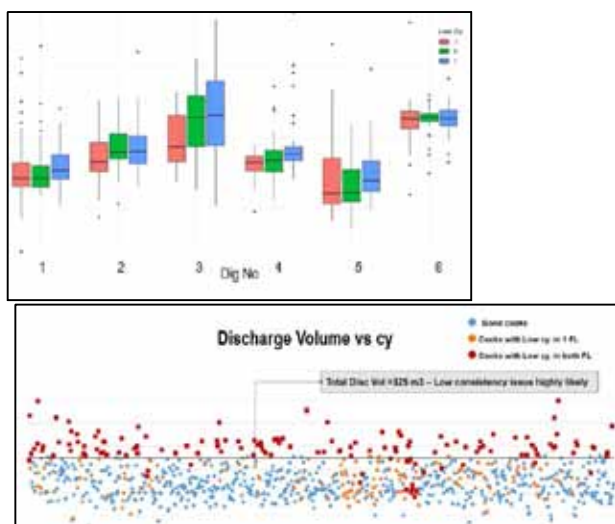 Low Cy
1 2 3 4 5 6
Dig No
Discharge Volume vs cy
Good cooks
Cooks with Low cy. in 1 FL
Cooks with Low cy. in both FL
Total Disc Vol >925 m3 – Low consistency issue highly likely